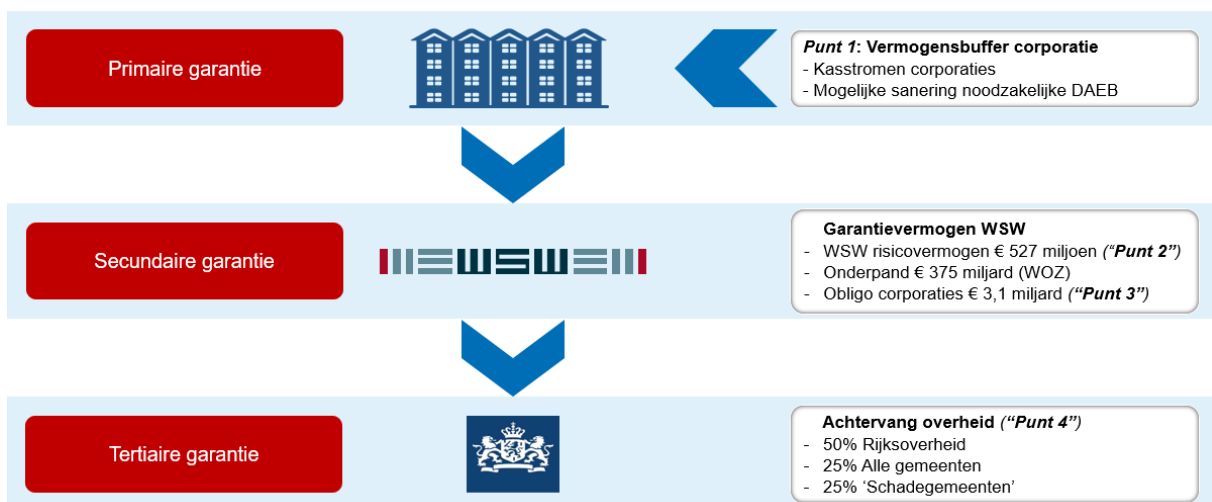 Primaire garantie
Punt 1: Vermogensbuffer corporatie
- Kasstromen corporaties
- Mogelijke sanering noodzakelijke DAEB
Secundaire garantie
WSW
Garantievermogen WSW
- WSW risicovermogen € 527 miljoen (“Punt 2”)
- Onderpand € 375 miljard (WOZ)
- Obligo corporaties € 3,1 miljard (“Punt 3”)
Tertiaire garantie
Achtervang overheid (“Punt 4”)
- 50% Rijksoverheid
- 25% Alle gemeenten
- 25% ‘Schadegemeenten’